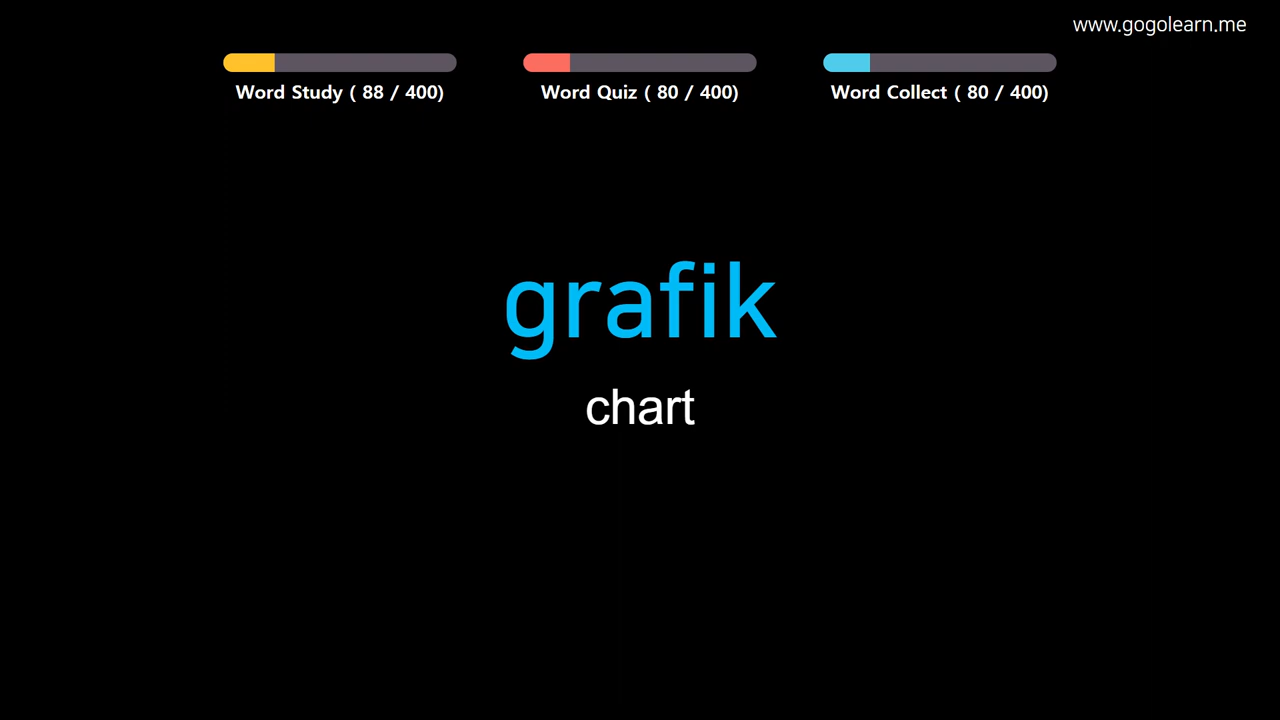 www.gogolearn.me
Word Study ( 88 / 400)
Word Quiz ( 80 / 400)
Word Collect ( 80 / 400)
grafik
chart